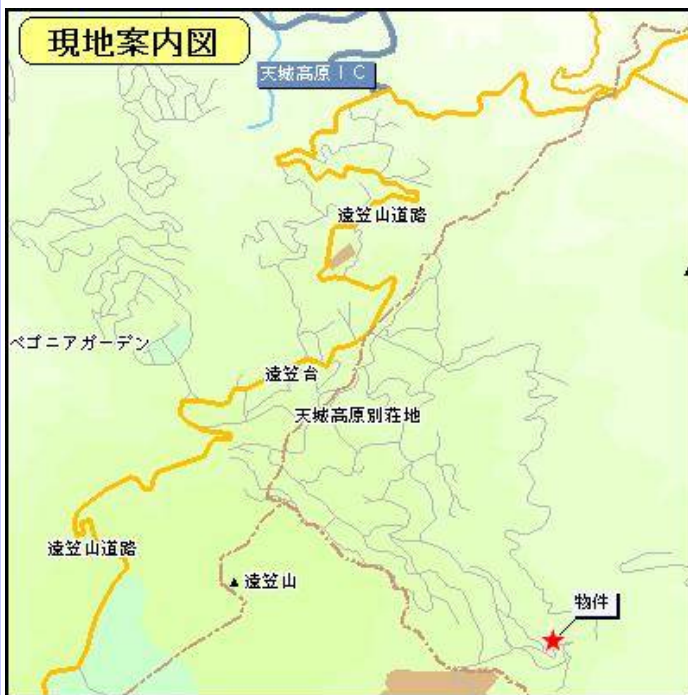 現地案内図
天城高原IC
遠笠山道路
ベゴニアガーデン
遠笠台
天城高原別荘地
遠笠山道路
▲遠笠山
物件